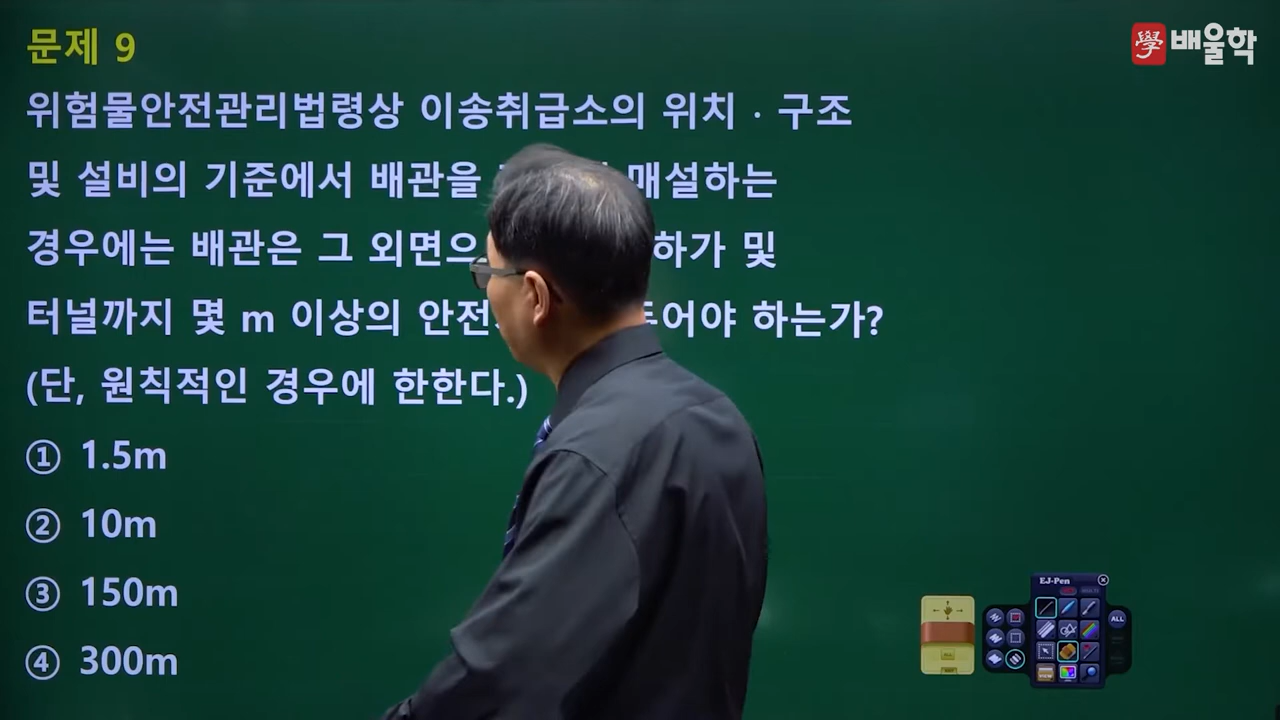 문제 9
學 배울학
위험물안전관리법령상 이송취급소의 위치 · 구조
및 설비의 기준에서 배관을 매설하는
경우에는 배관은 그 외면으 하가 및
터널까지 몇 m 이상의 안전 두어야 하는가?
(단, 원칙적인 경우에 한한다.)
① 1.5m
② 10m
③ 150m
④ 300m
EJ-Pen
ALL